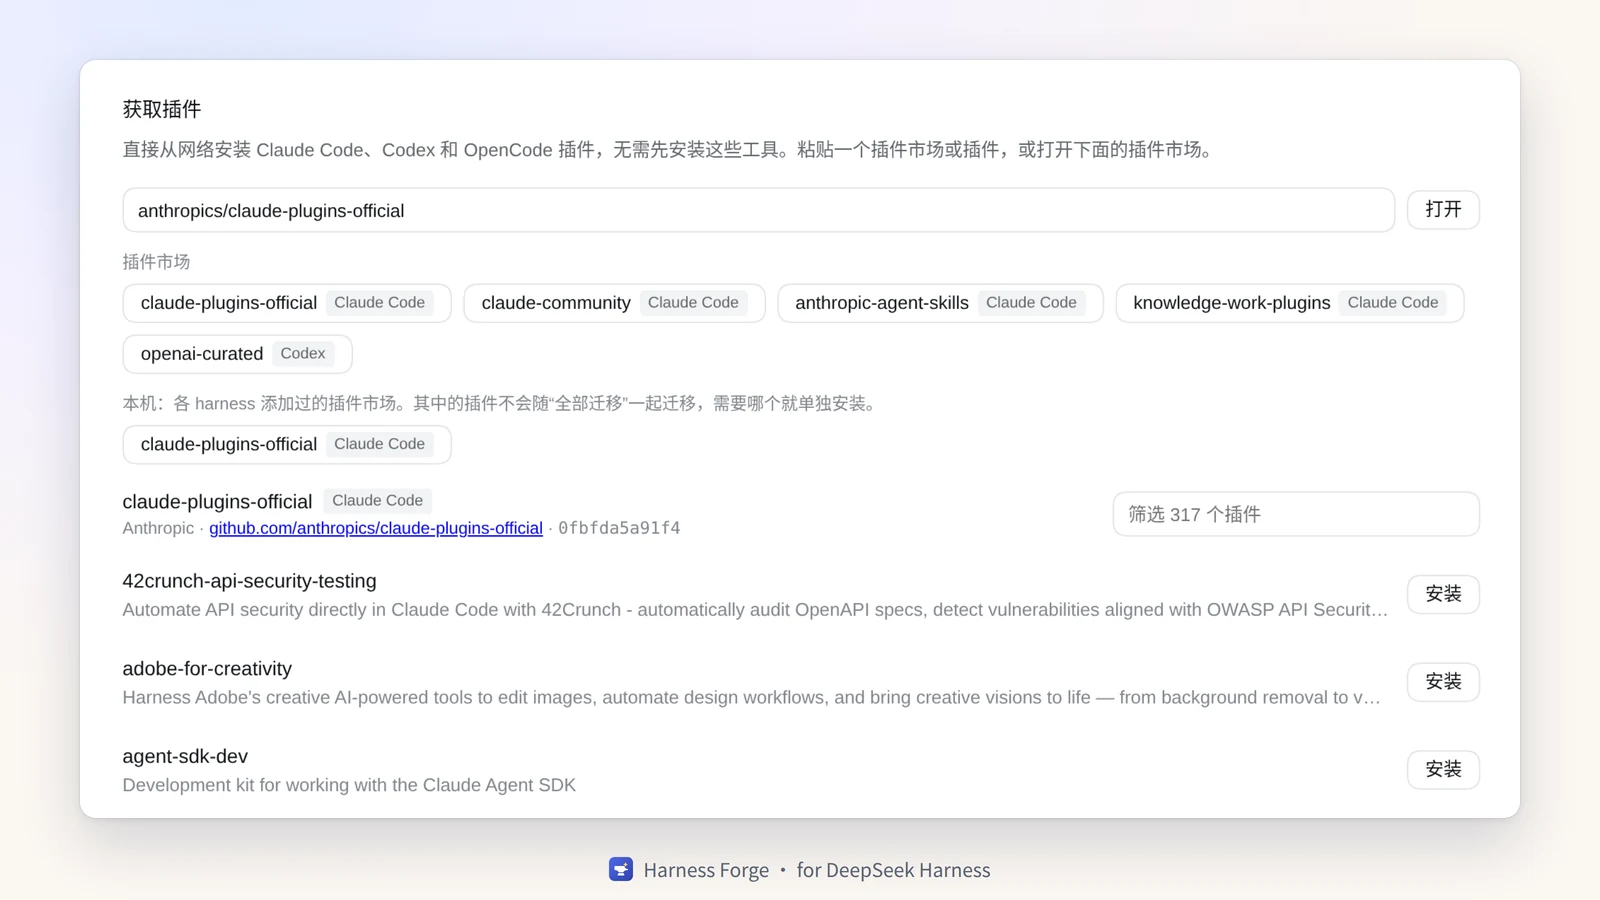 获取插件
直接从网络安装 Claude Code、Codex 和 OpenCode 插件，无需先安装这些工具。粘贴一个插件市场或插件，或打开下面的插件市场。
anthropics/claude-plugins-official
打开
插件市场
claude-plugins-official Claude Code
claude-community Claude Code
anthropic-agent-skills Claude Code
knowledge-work-plugins Claude Code
openai-curated Codex
本机：各 harness 添加过的插件市场。其中的插件不会随“全部迁移”一起迁移，需要哪个就单独安装。
claude-plugins-official Claude Code
claude-plugins-official Claude Code
Anthropic · github.com/anthropics/claude-plugins-official · 0fbfda5a91f4
筛选 317 个插件
42crunch-api-security-testing
Automate API security directly in Claude Code with 42Crunch - automatically audit OpenAPI specs, detect vulnerabilities aligned with OWASP API Securit…
安装
adobe-for-creativity
Harness Adobe's creative AI-powered tools to edit images, automate design workflows, and bring creative visions to life — from background removal to v…
安装
agent-sdk-dev
Development kit for working with the Claude Agent SDK
安装
Harness Forge · for DeepSeek Harness